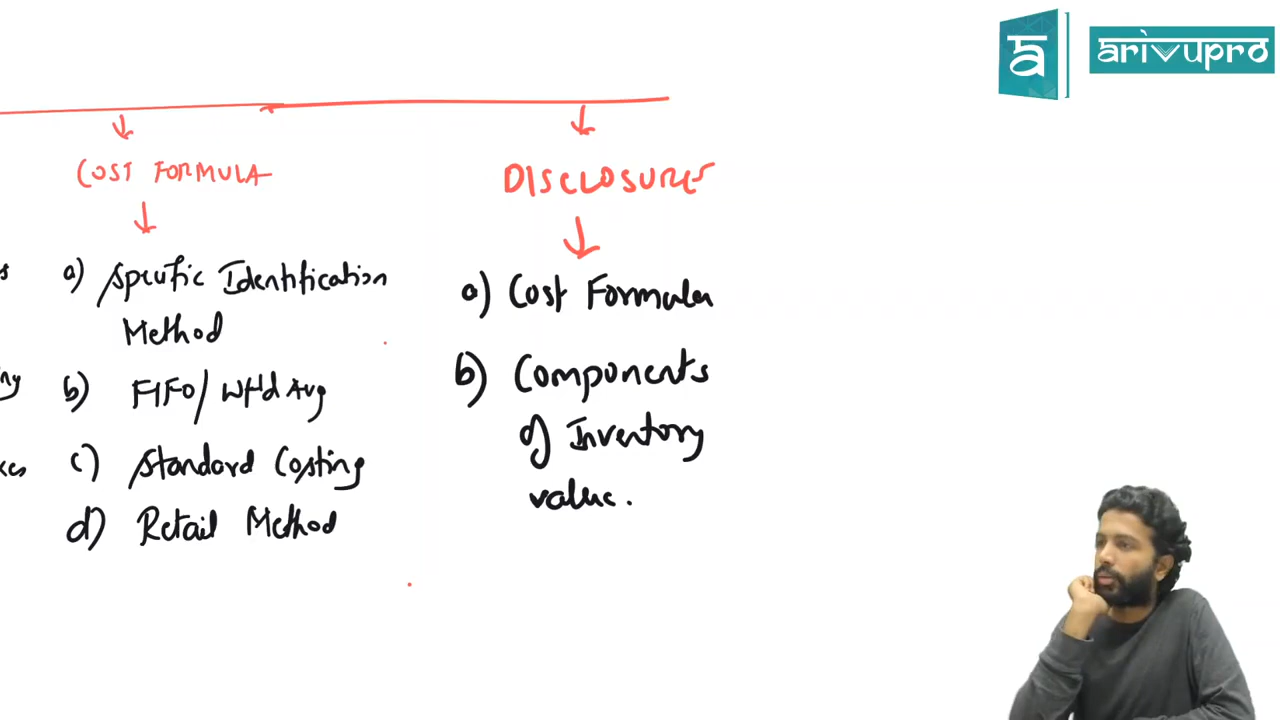 arivupro
COST FORMULA
DISCLOSURES
a) Specific Identification
Method
b) FIFO/ Wtd Avg
c) Standard Costing
d) Retail Method
a) Cost Formula
b) Components
of Inventory
value.